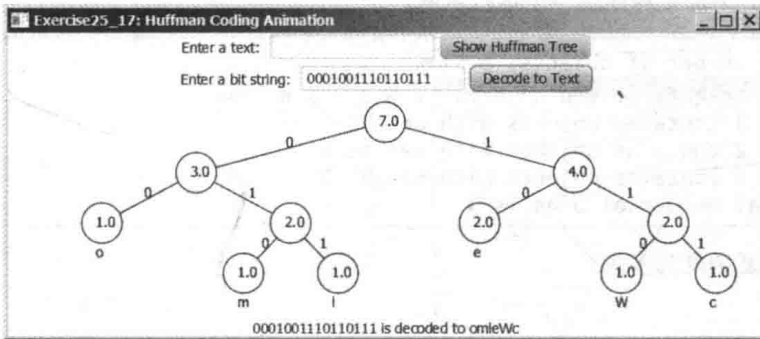 Exercise25_17: Huffman Coding Animation
Enter a text: Show Huffman Tree
Enter a bit string: 0001001110110111 Decode to Text
7.0
0 1
3.0 4.0
0 1 0 1
1.0 2.0 2.0 2.0
o 0 1 e 0 1
1.0 1.0 1.0 1.0
m l W c
0001001110110111 is decoded to omleWc